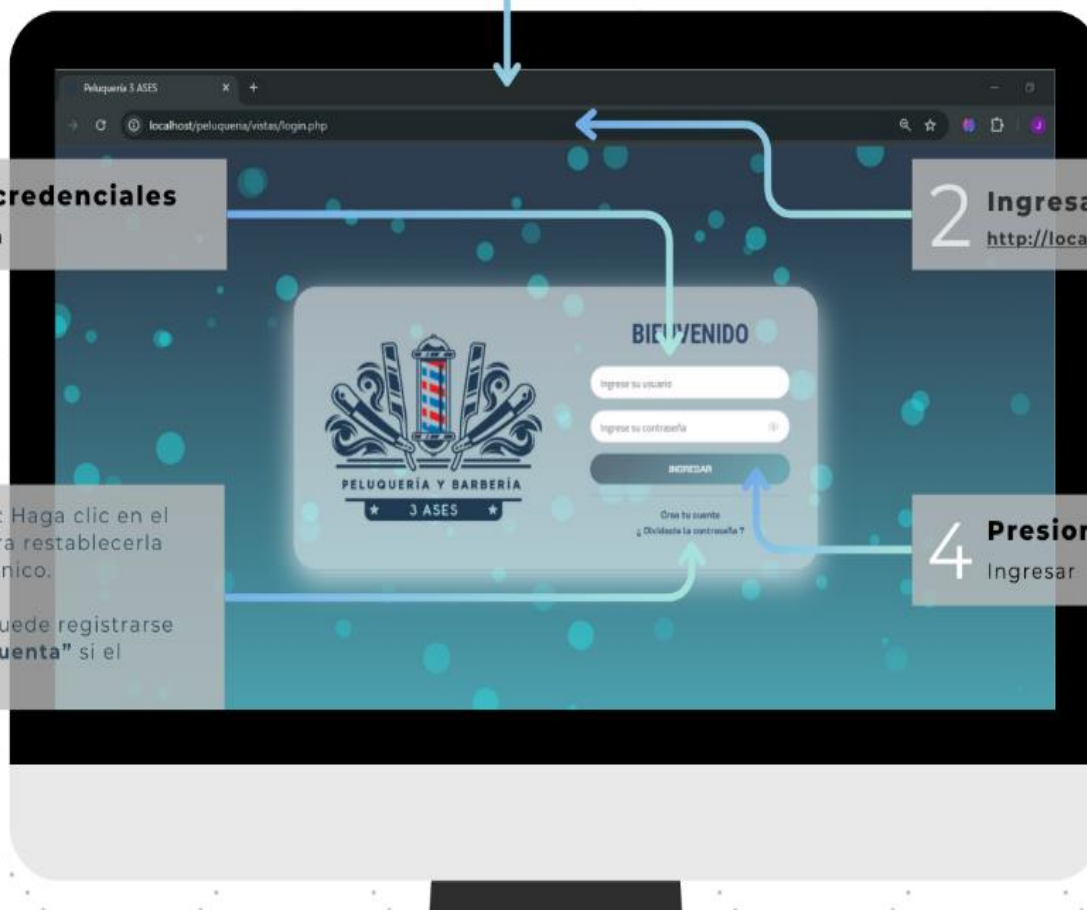 Peluquería 3 ASES
localhost/peluqueria/vistas/login.php
credenciales
2 Ingresa
http://loca
BIENVENIDO
Ingrese su usuario
Ingrese su contraseña
INGRESAR
Crea tu cuenta
¿ Olvidaste la contraseña ?
PELUQUERÍA Y BARBERÍA
3 ASES
: Haga clic en el
ra restablecerla
nico.
uede registrarse
uenta” si el
4 Presion
Ingresar